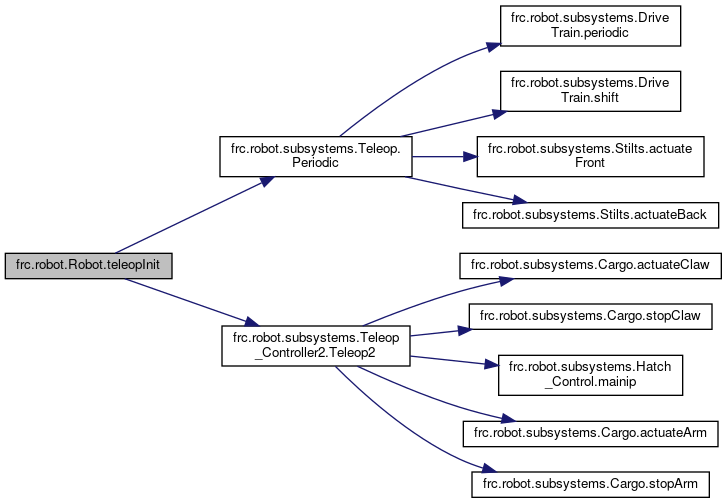 frc.robot.subsystems.Drive
Train.periodic
frc.robot.subsystems.Drive
Train.shift
frc.robot.subsystems.Teleop.
Periodic
frc.robot.subsystems.Stilts.actuate
Front
frc.robot.subsystems.Stilts.actuateBack
frc.robot.Robot.teleopInit
frc.robot.subsystems.Cargo.actuateClaw
frc.robot.subsystems.Cargo.stopClaw
frc.robot.subsystems.Teleop
_Controller2.Teleop2
frc.robot.subsystems.Hatch
_Control.mainip
frc.robot.subsystems.Cargo.actuateArm
frc.robot.subsystems.Cargo.stopArm